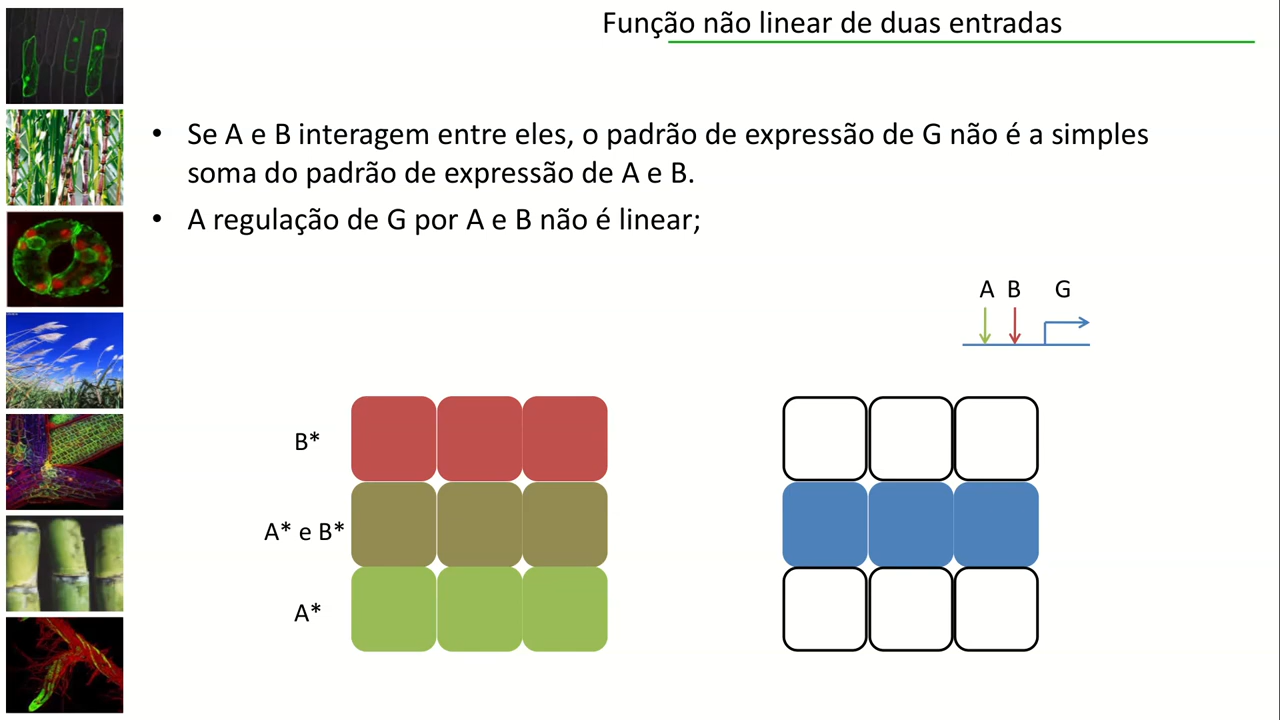 Função não linear de duas entradas
• Se A e B interagem entre eles, o padrão de expressão de G não é a simples
soma do padrão de expressão de A e B.
• A regulação de G por A e B não é linear;
A B G
B*
A* e B*
A*